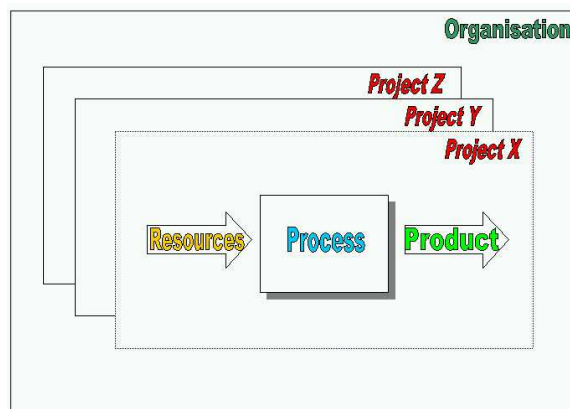 Organisation
Project Z
Project Y
Project X
Resources
Process
Product